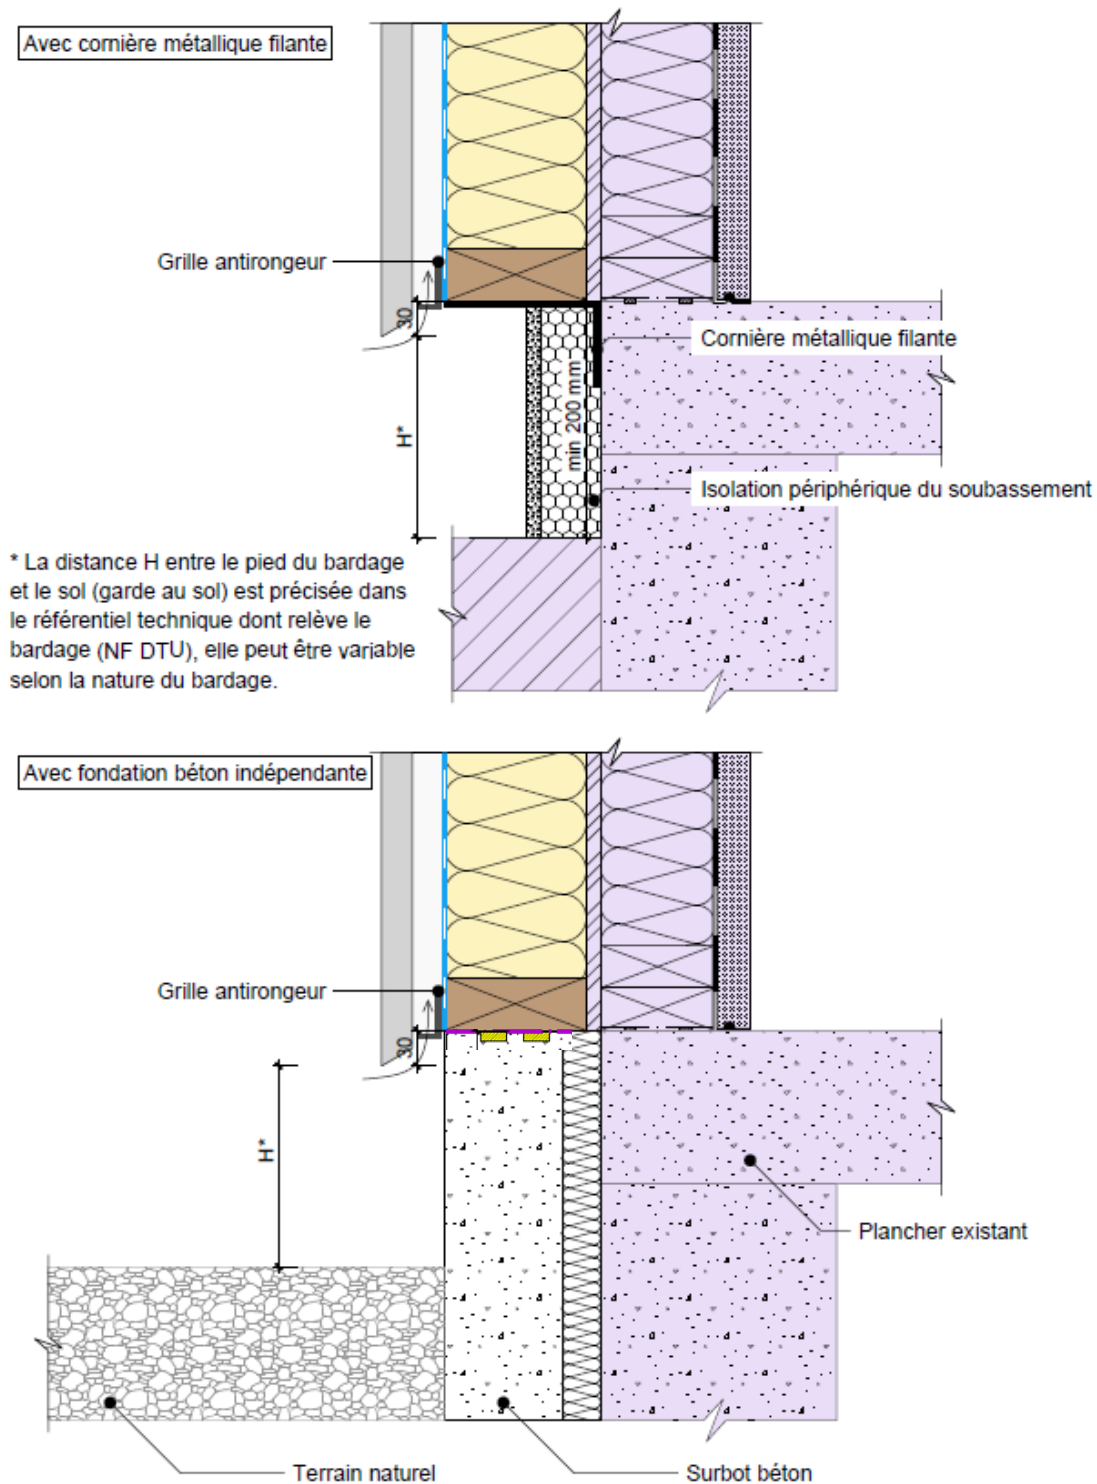 Avec cornière métallique filante
Grille antirongeur
30
Cornière métallique filante
min 200 mm
H*
Isolation périphérique du soubassement
* La distance H entre le pied du bardage
et le sol (garde au sol) est précisée dans
le référentiel technique dont relève le
bardage (NF DTU), elle peut être variable
selon la nature du bardage.
Avec fondation béton indépendante
Grille antirongeur
30
H*
Plancher existant
Terrain naturel
Surbot béton